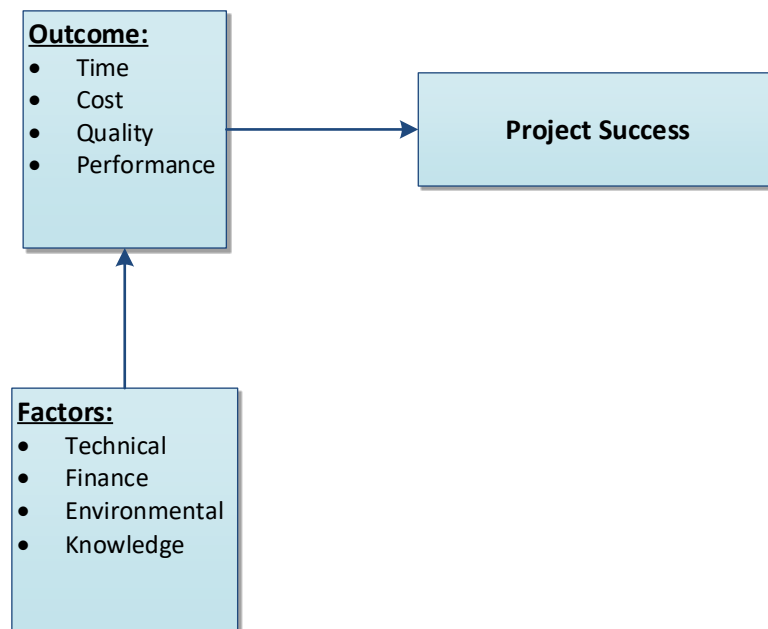 Outcome:
• Time
• Cost
• Quality
• Performance
Project Success
Factors:
• Technical
• Finance
• Environmental
• Knowledge